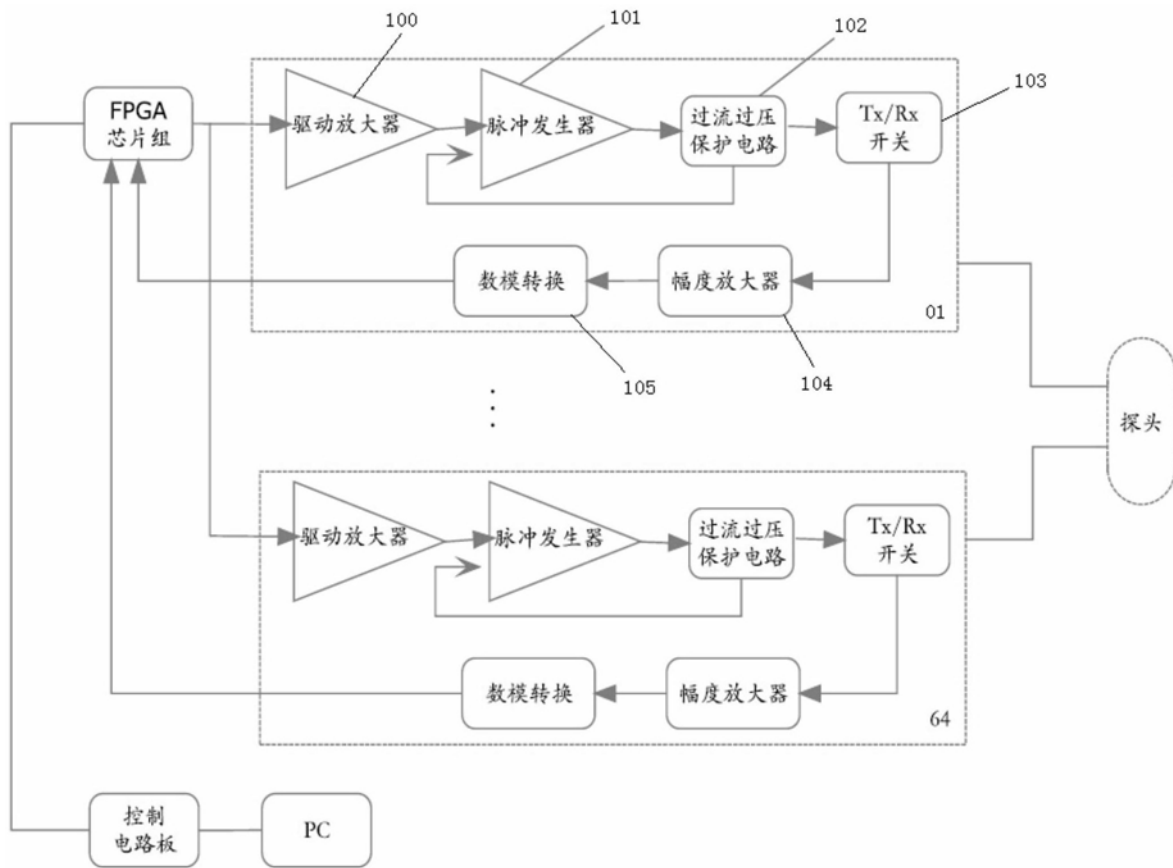 100
101
102
103
FPGA
芯片组
驱动放大器
脉冲发生器
过流过压
保护电路
Tx/Rx
开关
数模转换
幅度放大器
01
105
104
探头
驱动放大器
脉冲发生器
过流过压
保护电路
Tx/Rx
开关
数模转换
幅度放大器
64
控制
电路板
PC